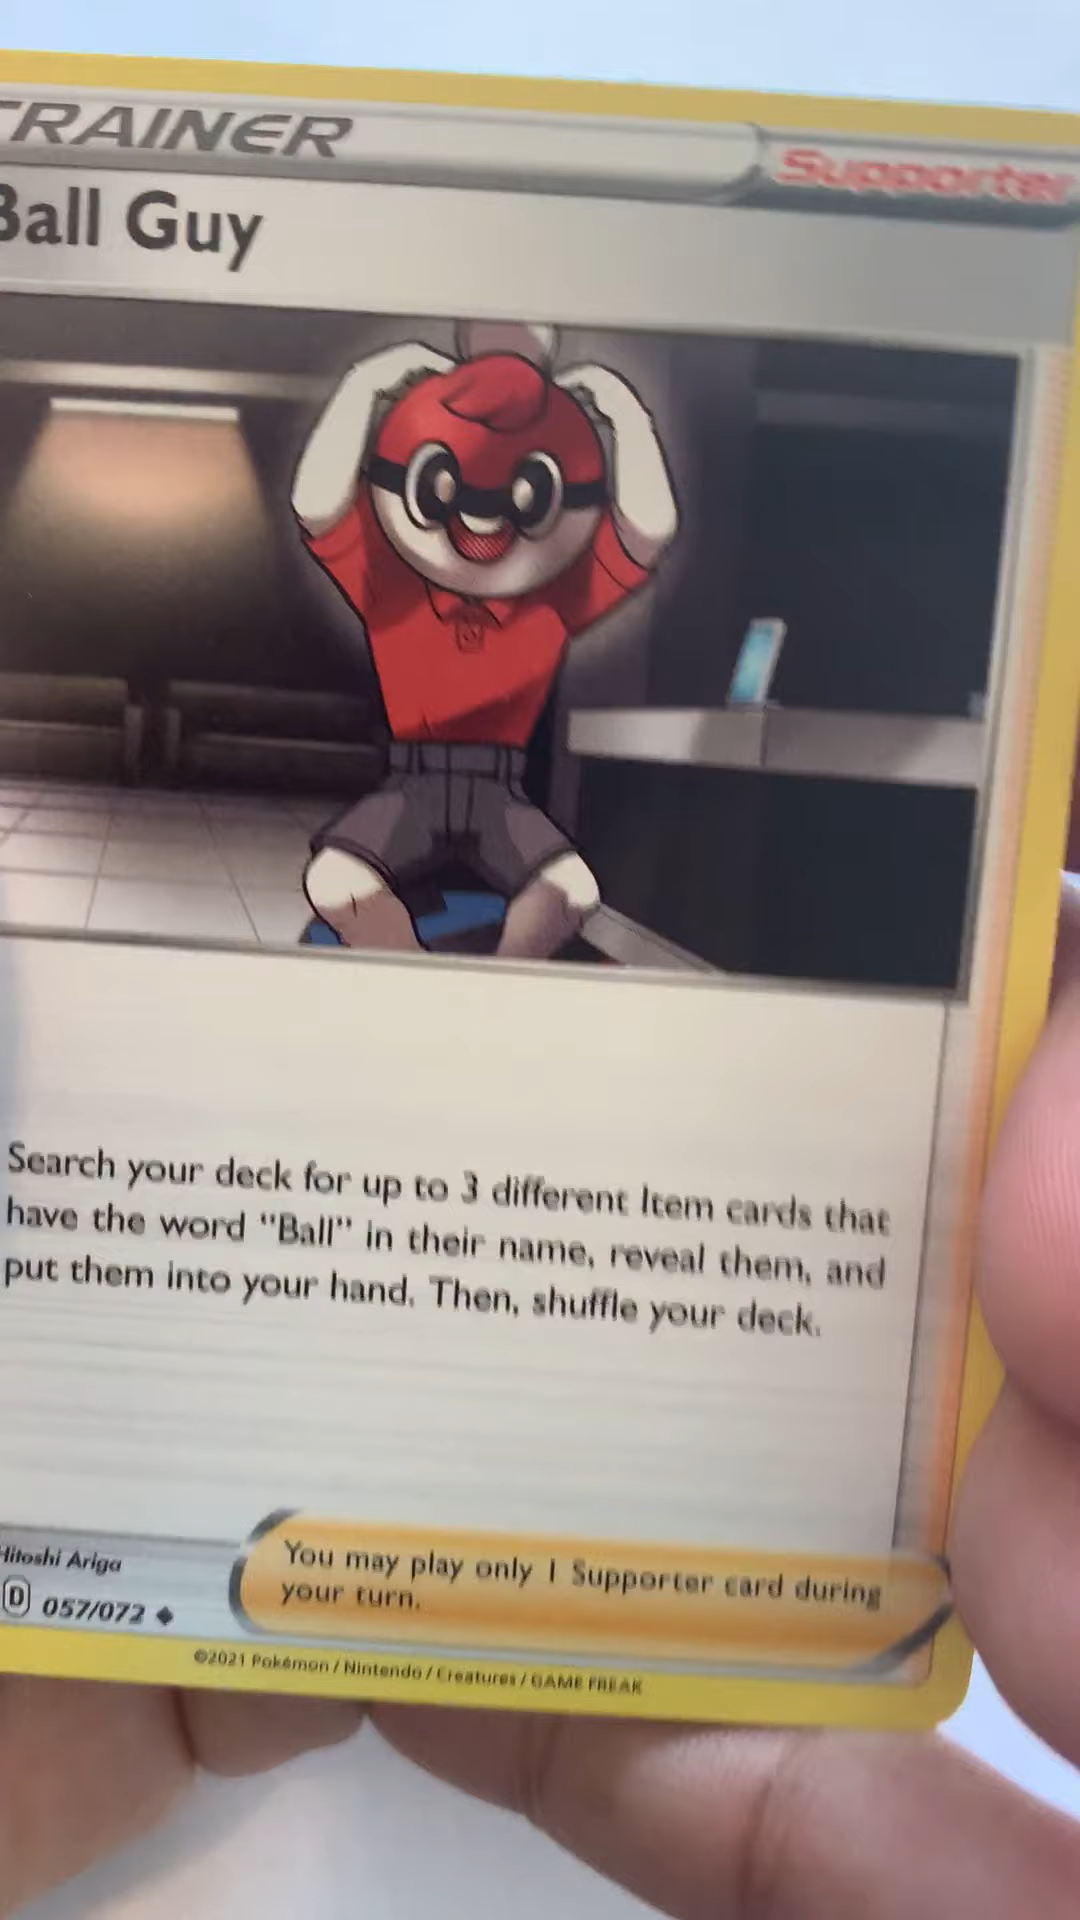 TRAINER
Supporter
Ball Guy
Search your deck for up to 3 different Item cards that
have the word "Ball" in their name, reveal them, and
put them into your hand. Then, shuffle your deck.
Hitoshi Ariga
D 057/072
You may play only 1 Supporter card during
your turn.
©2021 Pokémon / Nintendo / Creatures / GAME FREAK